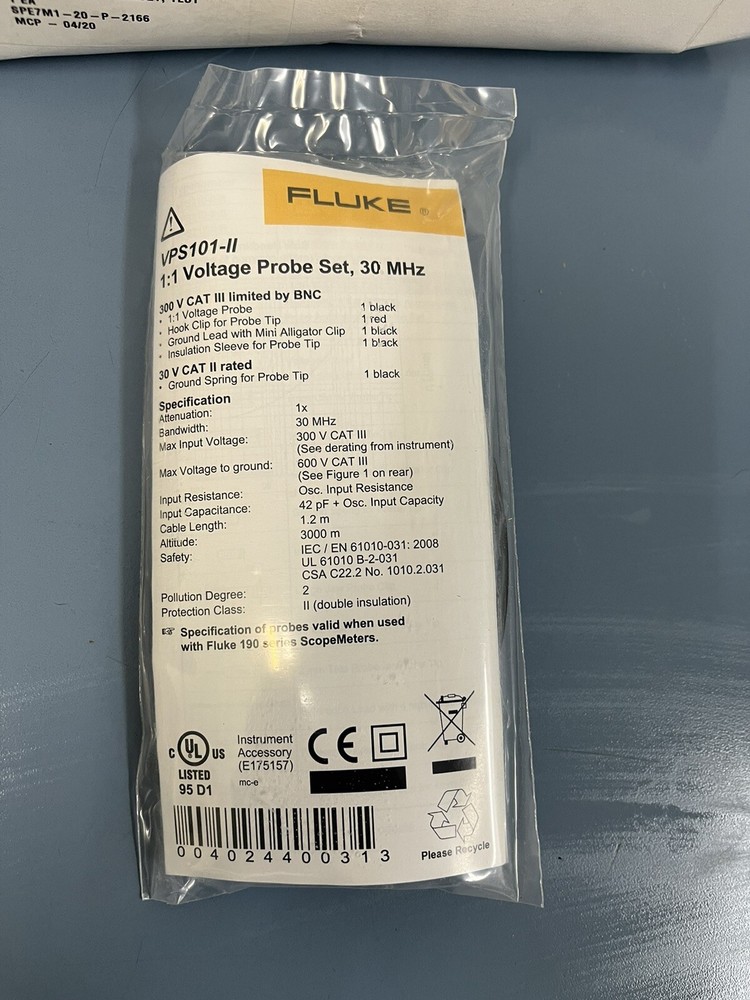 TEST
SPE7M1-20-P-2166
MCP - 04/20
FLUKE ®
VPS101-II
1:1 Voltage Probe Set, 30 MHz
300 V CAT III limited by BNC
• 1:1 Voltage Probe 1 black
• Hook Clip for Probe Tip 1 red
• Ground Lead with Mini Alligator Clip 1 black
• Insulation Sleeve for Probe Tip 1 black
30 V CAT II rated
• Ground Spring for Probe Tip 1 black
Specification
Attenuation: 1x
Bandwidth: 30 MHz
Max Input Voltage: 300 V CAT III
(See derating from instrument)
Max Voltage to ground: 600 V CAT III
(See Figure 1 on rear)
Input Resistance: Osc. Input Resistance
Input Capacitance: 42 pF + Osc. Input Capacity
Cable Length: 1.2 m
Altitude: 3000 m
Safety: IEC / EN 61010-031: 2008
UL 61010 B-2-031
CSA C22.2 No. 1010.2.031
Pollution Degree: 2
Protection Class: II (double insulation)
☞ Specification of probes valid when used
with Fluke 190 series ScopeMeters.
C UL US
LISTED
95 D1
Instrument
Accessory
(E175157)
mc-e
CE
004024400313
Please Recycle